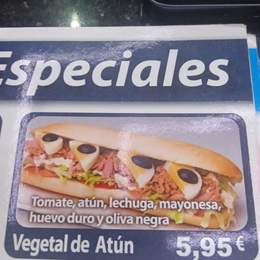 Especiales
Tomate, atún, lechuga, mayonesa,
huevo duro y oliva negra
Vegetal de Atún 5,95 €